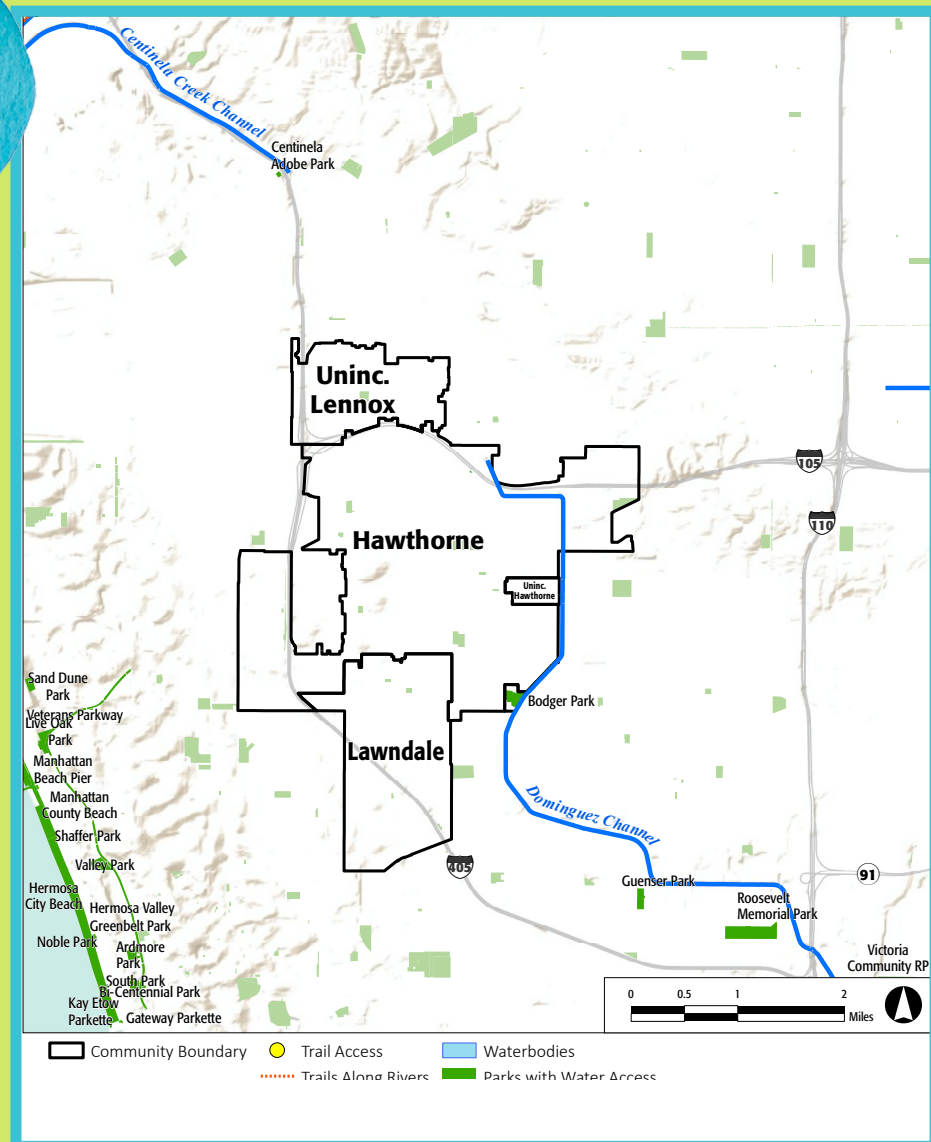 Centinela Creek Channel
Centinela
Adobe Park
Uninc.
Lennox
105
110
Hawthorne
Uninc.
Hawthorne
Sand Dune
Park
Bodger Park
Veterans Parkway
Live Oak
Park
Lawndale
Manhattan
Beach Pier
Manhattan
County Beach
Dominguez Channel
Shaffer Park
Valley Park
405
91
Guenser Park
Hermosa
City Beach
Roosevelt
Memorial Park
Hermosa Valley
Greenbelt Park
Noble Park
Ardmore
Park
Victoria
Community RP
South Park
Bi-Centennial Park
Kay Etow
Parkette
Gateway Parkette
0 0.5 1 2
Miles
Community Boundary Trail Access Waterbodies
Trails Along Rivers Parks with Water Access